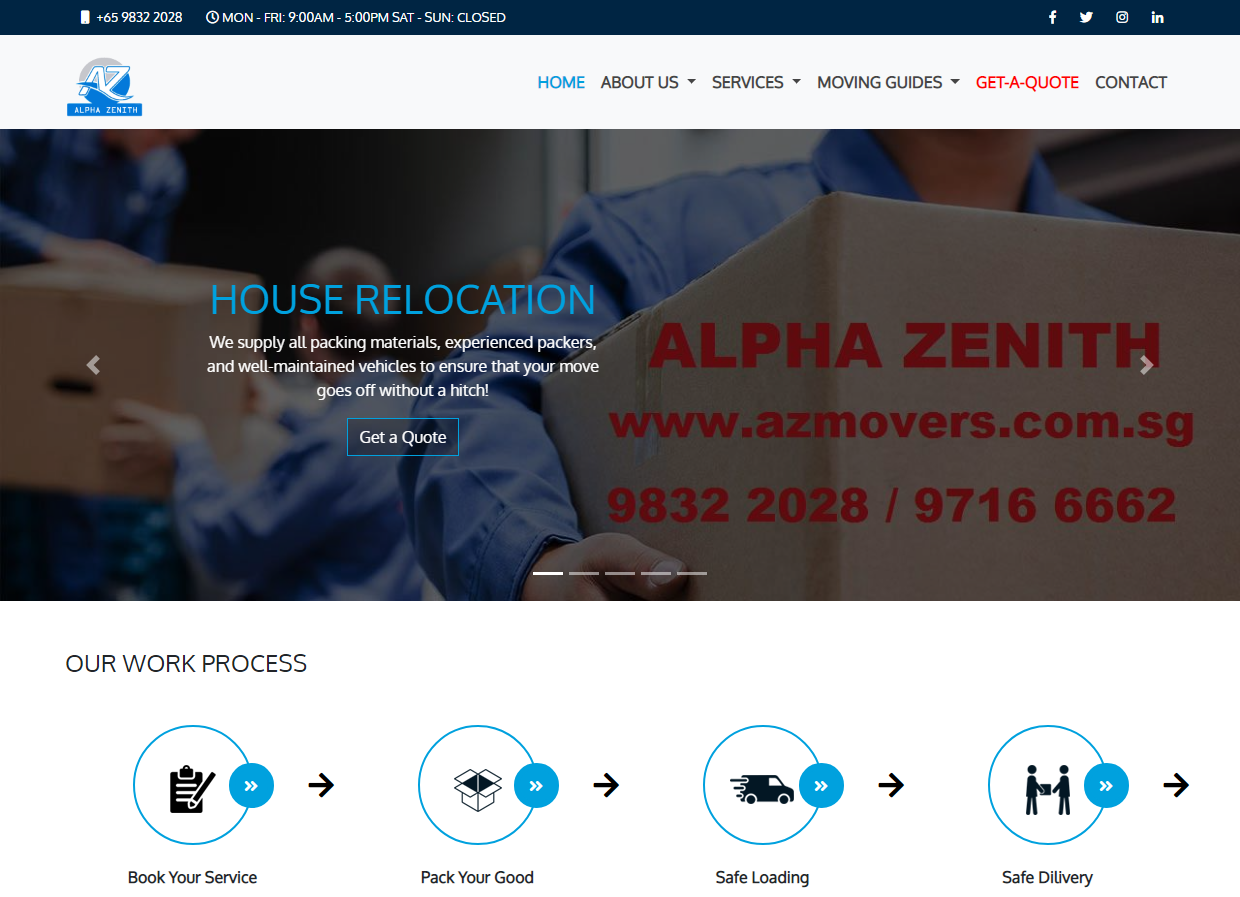 +65 9832 2028
MON - FRI: 9:00AM - 5:00PM SAT - SUN: CLOSED
AZ
ALPHA ZENITH
HOME
ABOUT US
SERVICES
MOVING GUIDES
GET-A-QUOTE
CONTACT
HOUSE RELOCATION
We supply all packing materials, experienced packers,
and well-maintained vehicles to ensure that your move
goes off without a hitch!
Get a Quote
ALPHA ZENITH
www.azmovers.com.sg
9832 2028 / 9716 6662
OUR WORK PROCESS
Book Your Service
Pack Your Good
Safe Loading
Safe Dilivery